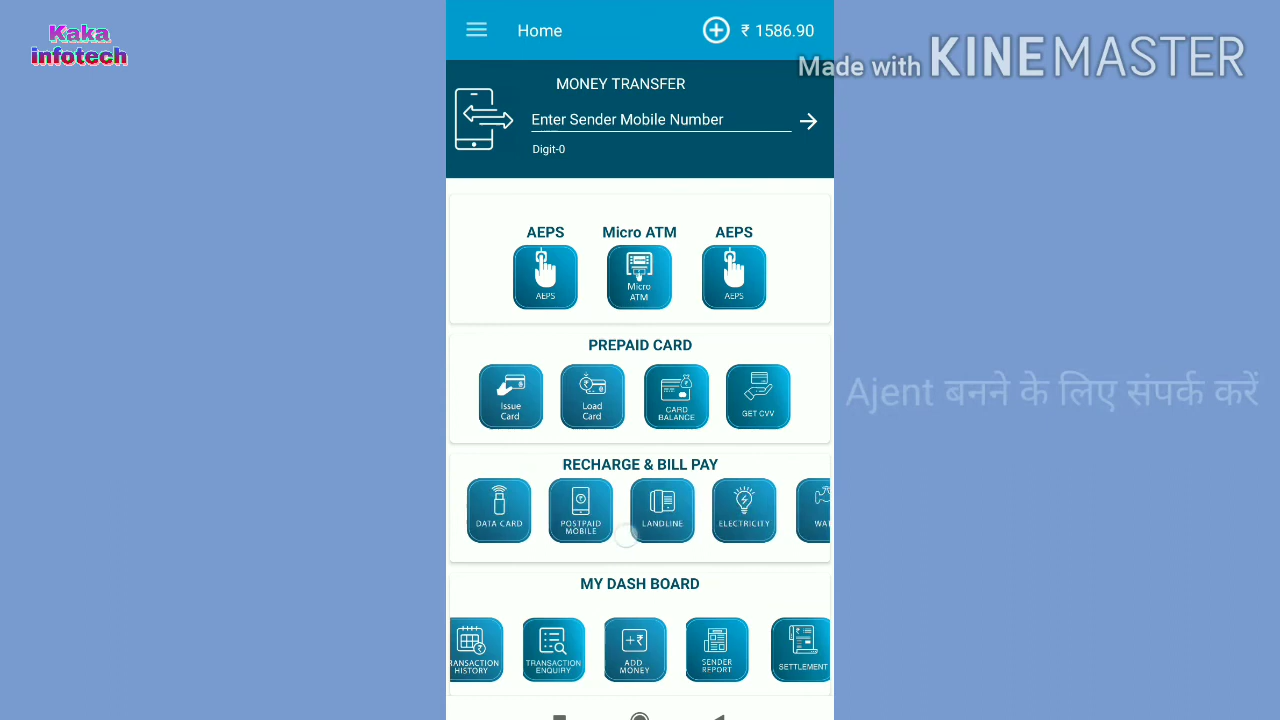 Kaka
infotech
Home
₹ 1586.90
Made with KINEMASTER
MONEY TRANSFER
Enter Sender Mobile Number
Digit-0
AEPS Micro ATM AEPS
AEPS
Micro
ATM
AEPS
PREPAID CARD
Issue
Card
Load
Card
CARD
BALANCE
GET CVV
Ajent बनने के लिए संपर्क करें
RECHARGE & BILL PAY
DATA CARD
POSTPAID
MOBILE
LANDLINE
ELECTRICITY
WA
MY DASH BOARD
RANSACTION
HISTORY
TRANSACTION
ENQUIRY
ADD
MONEY
SENDER
REPORT
SETTLEMENT